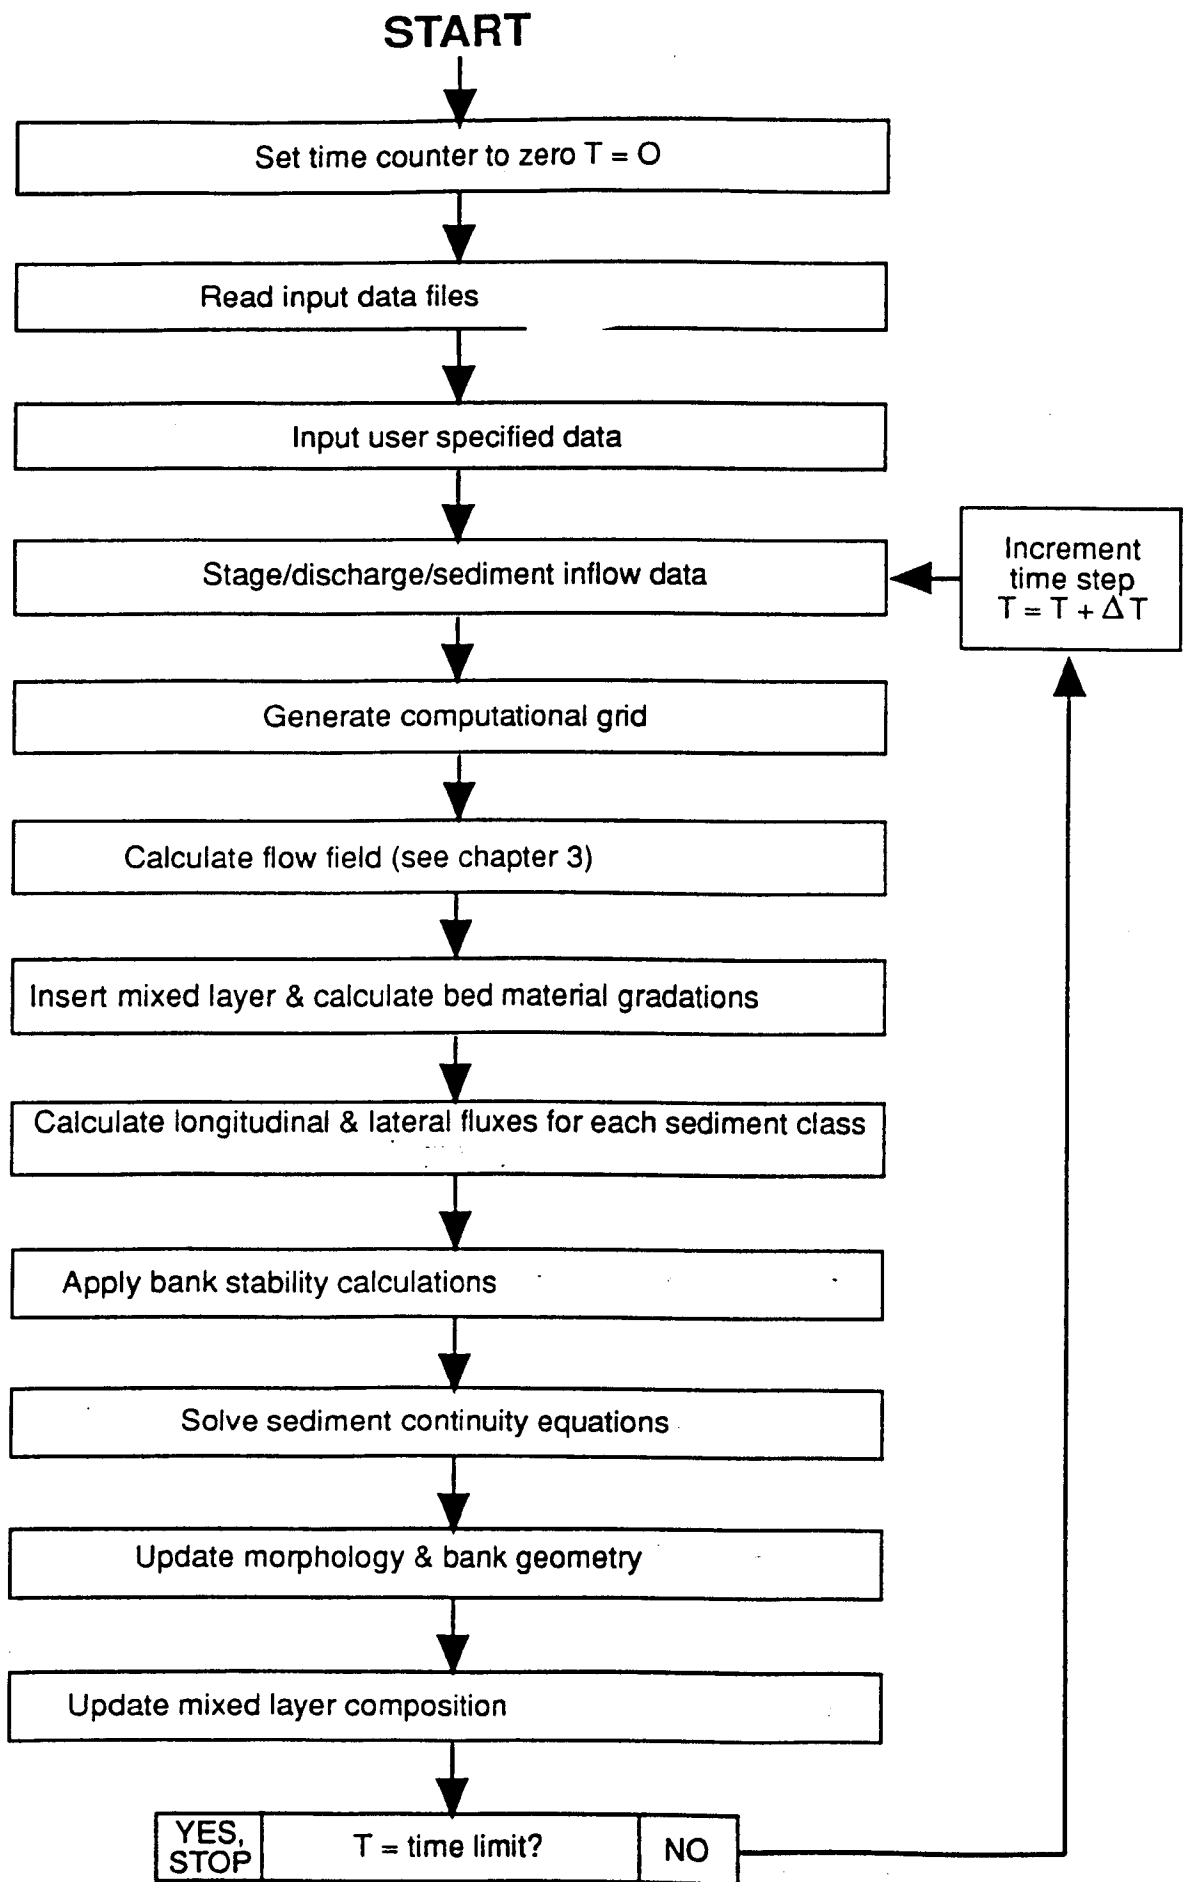 START
Set time counter to zero T = O
Read input data files
Input user specified data
Stage/discharge/sediment inflow data
Increment
time step
T = T + Δ T
Generate computational grid
Calculate flow field (see chapter 3)
Insert mixed layer & calculate bed material gradations
Calculate longitudinal & lateral fluxes for each sediment class
Apply bank stability calculations
Solve sediment continuity equations
Update morphology & bank geometry
Update mixed layer composition
YES,
STOP
T = time limit?
NO